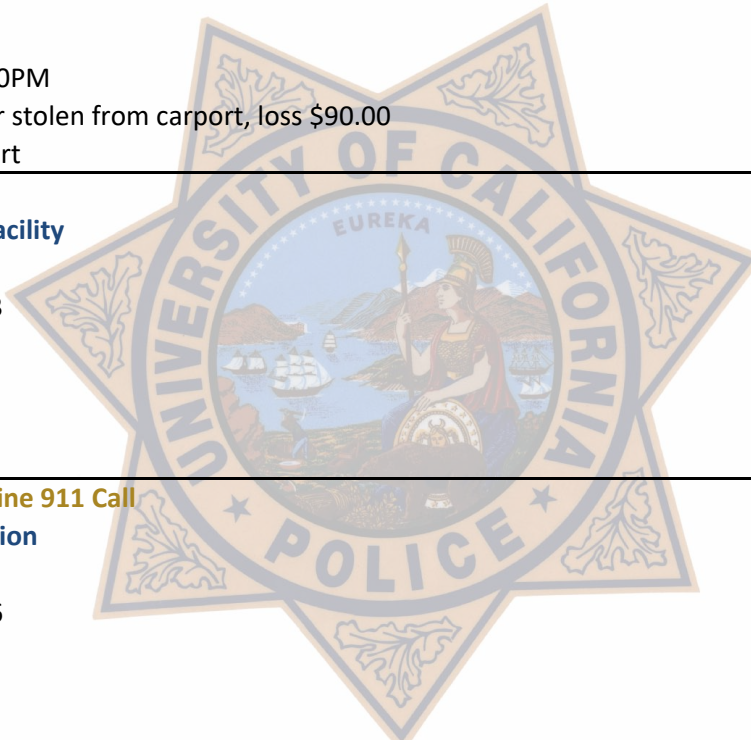 0PM
r stolen from carport, loss $90.00
rt
acility
3
ine 911 Call
ion
5
UNIVERSITY OF CALIFORNIA
EUREKA
POLICE